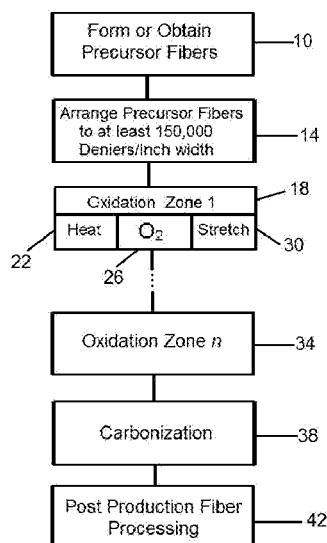 Form or Obtain
Precursor Fibers
10
Arrange Precursor Fibers
to at least 150,000
Deniers/Inch width
14
Oxidation Zone 1
18
Heat
O2
Stretch
22
26
30
Oxidation Zone n
34
Carbonization
38
Post Production Fiber
Processing
42